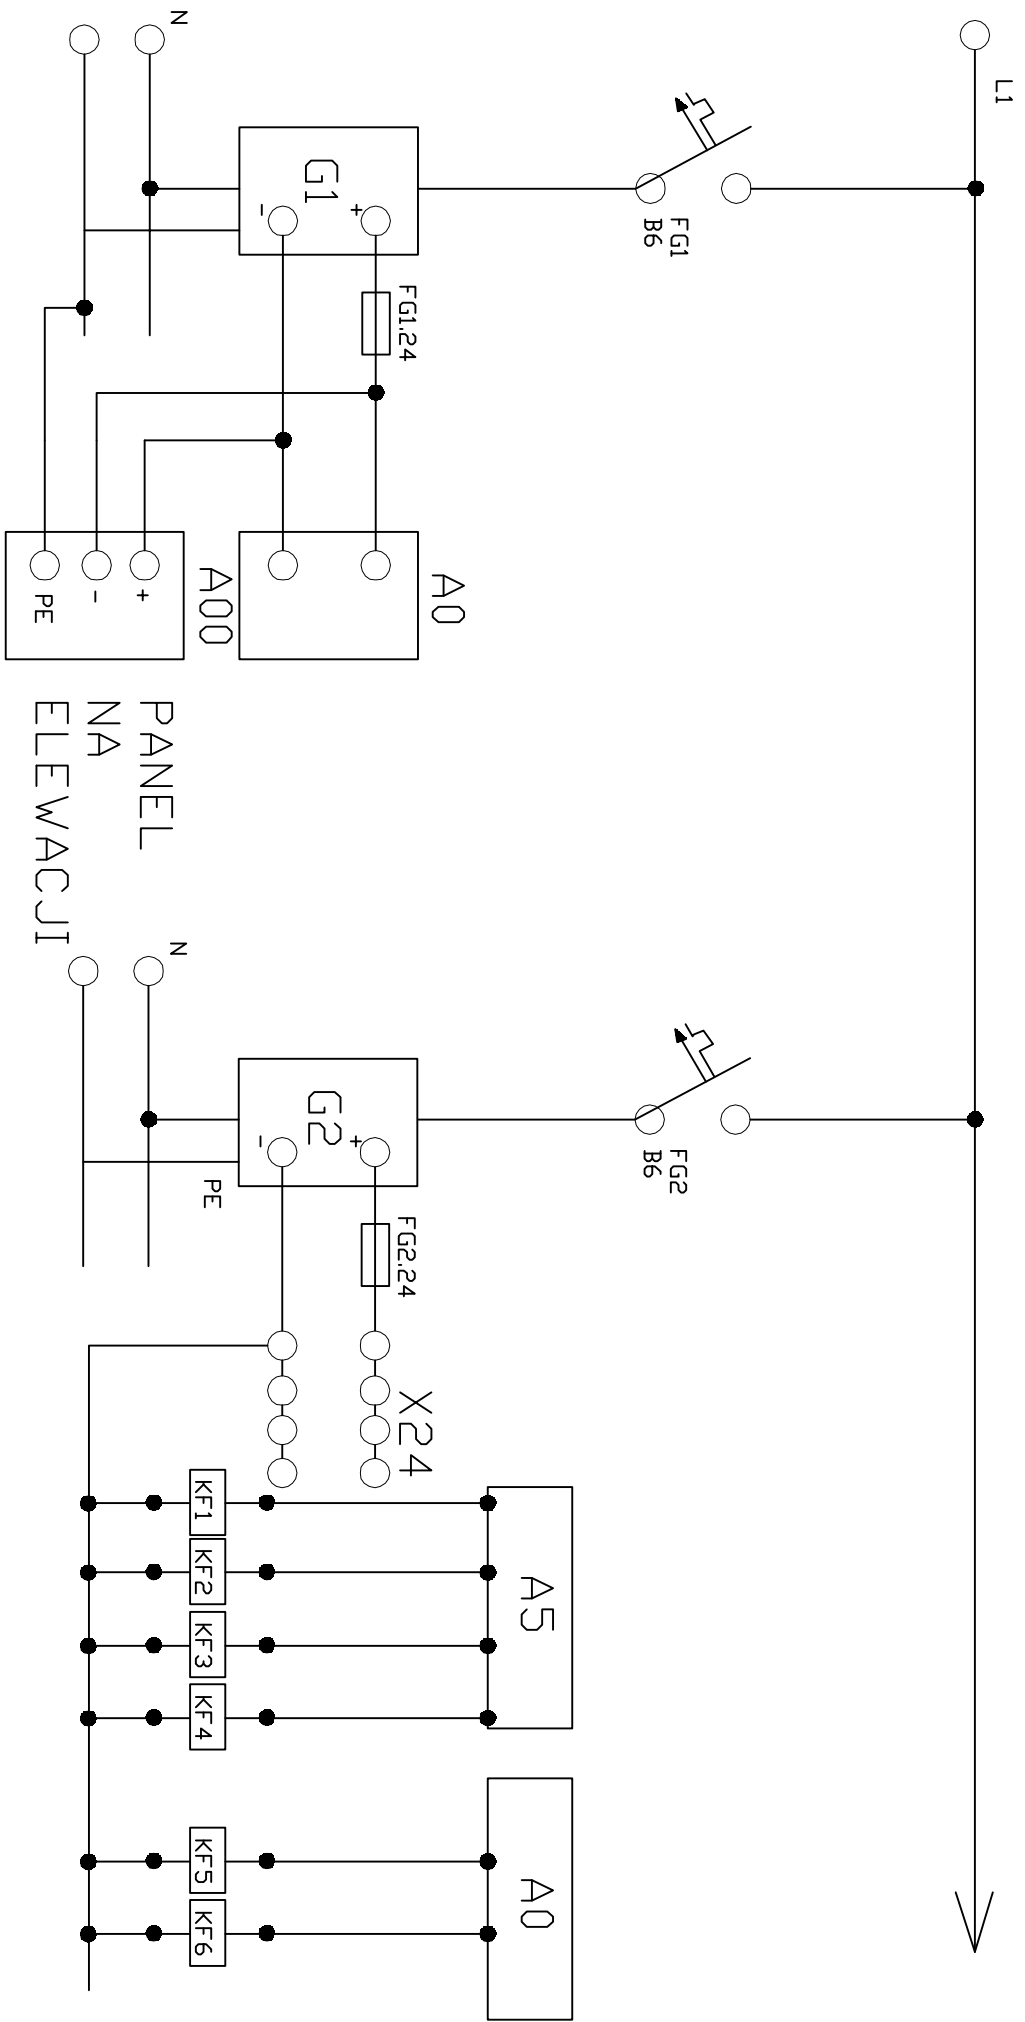 L1
FG1
B6
FG2
B6
A5
A0
A0
X24
FG1.24
FG2.24
+
G1
-
+
G2
-
A00
PE
KF1
KF2
KF3
KF4
KF5
KF6
N
N
+
-
PE
PANEL
NA
ELEWACJI